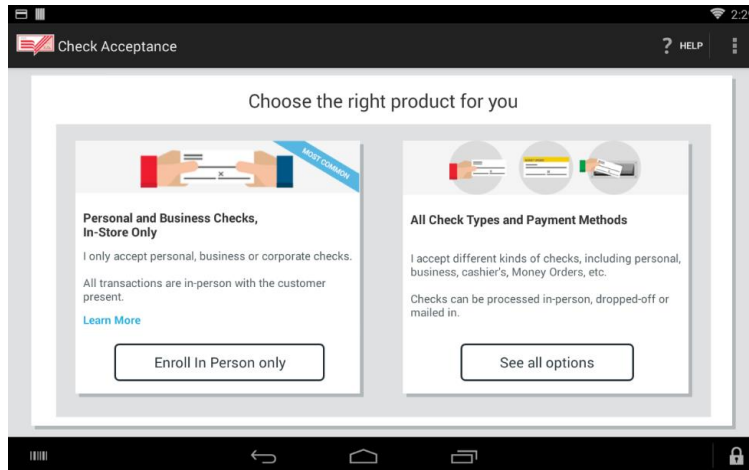 2:2
Check Acceptance
? HELP
Choose the right product for you
MOST COMMON
Personal and Business Checks,
In-Store Only
I only accept personal, business or corporate checks.
All transactions are in-person with the customer
present.
Learn More
Enroll In Person only
All Check Types and Payment Methods
I accept different kinds of checks, including personal,
business, cashier's, Money Orders, etc.
Checks can be processed in-person, dropped-off or
mailed in.
See all options